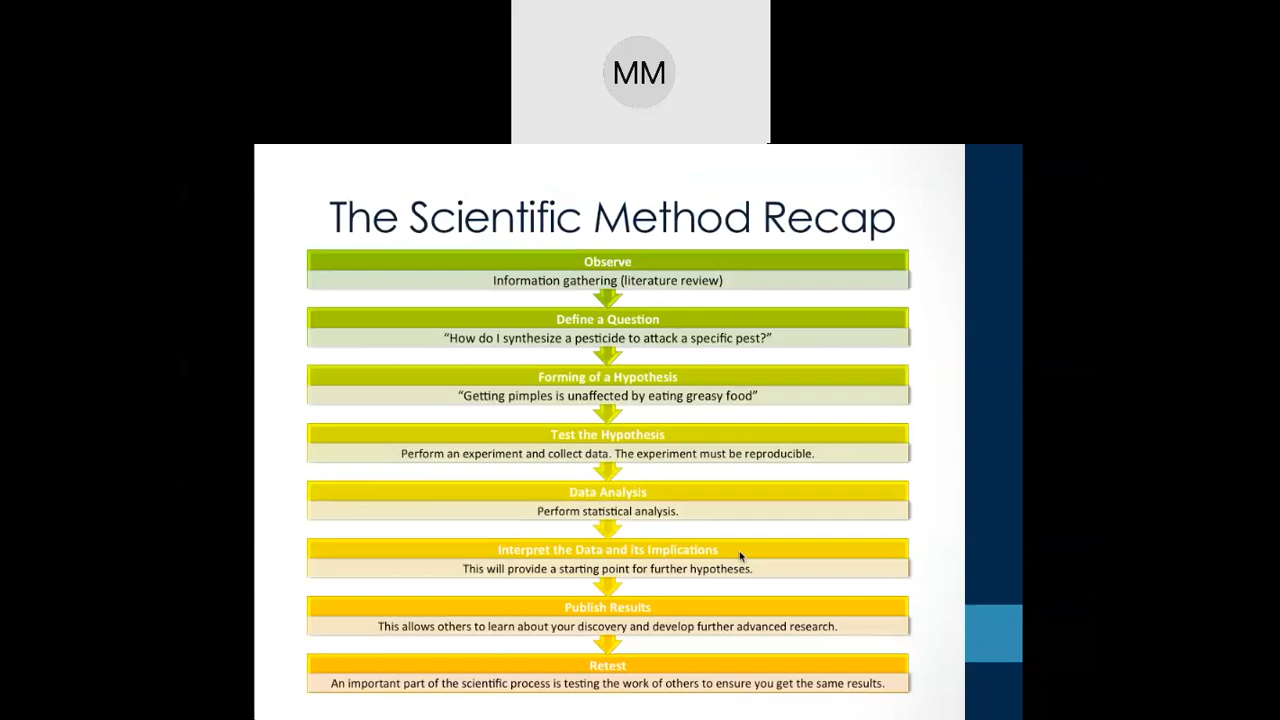 MM
The Scientific Method Recap
Observe
Information gathering (literature review)
Define a Question
“How do I synthesize a pesticide to attack a specific pest?”
Forming of a Hypothesis
“Getting pimples is unaffected by eating greasy food”
Test the Hypothesis
Perform an experiment and collect data. The experiment must be reproducible.
Data Analysis
Perform statistical analysis.
Interpret the Data and its Implications
This will provide a starting point for further hypotheses.
Publish Results
This allows others to learn about your discovery and develop further advanced research.
Retest
An important part of the scientific process is testing the work of others to ensure you get the same results.